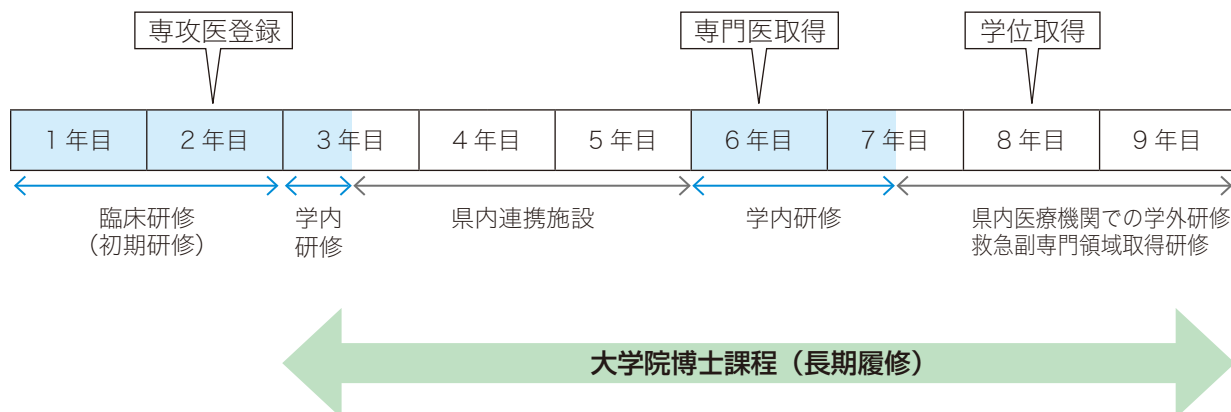 専攻医登録
専門医取得
学位取得
1 年目
2 年目
3 年目
4 年目
5 年目
6 年目
7 年目
8 年目
9 年目
臨床研修
（初期研修）
学内
研修
県内連携施設
学内研修
県内医療機関での学外研修
救急副専門領域取得研修
大学院博士課程（長期履修）